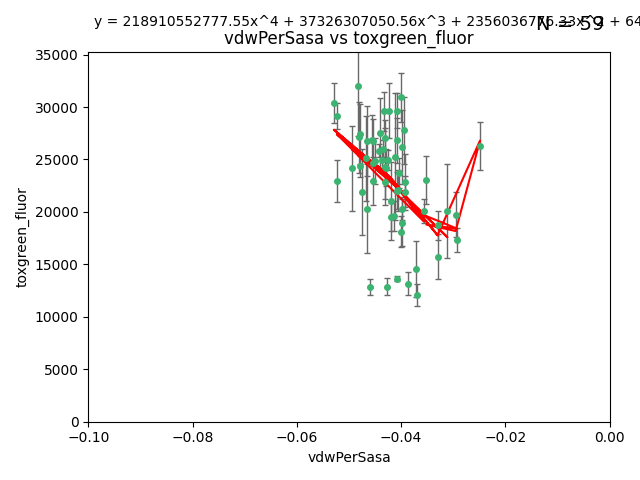 y = 218910552777.55x^4 + 37326307050.56x^3 +
N = 59
vdwPerSasa vs toxgreen_fluor
35000
30000
25000
20000
15000
10000
5000
0
toxgreen_fluor
−0.10 −0.08 −0.06 −0.04 −0.02 0.00
vdwPerSasa